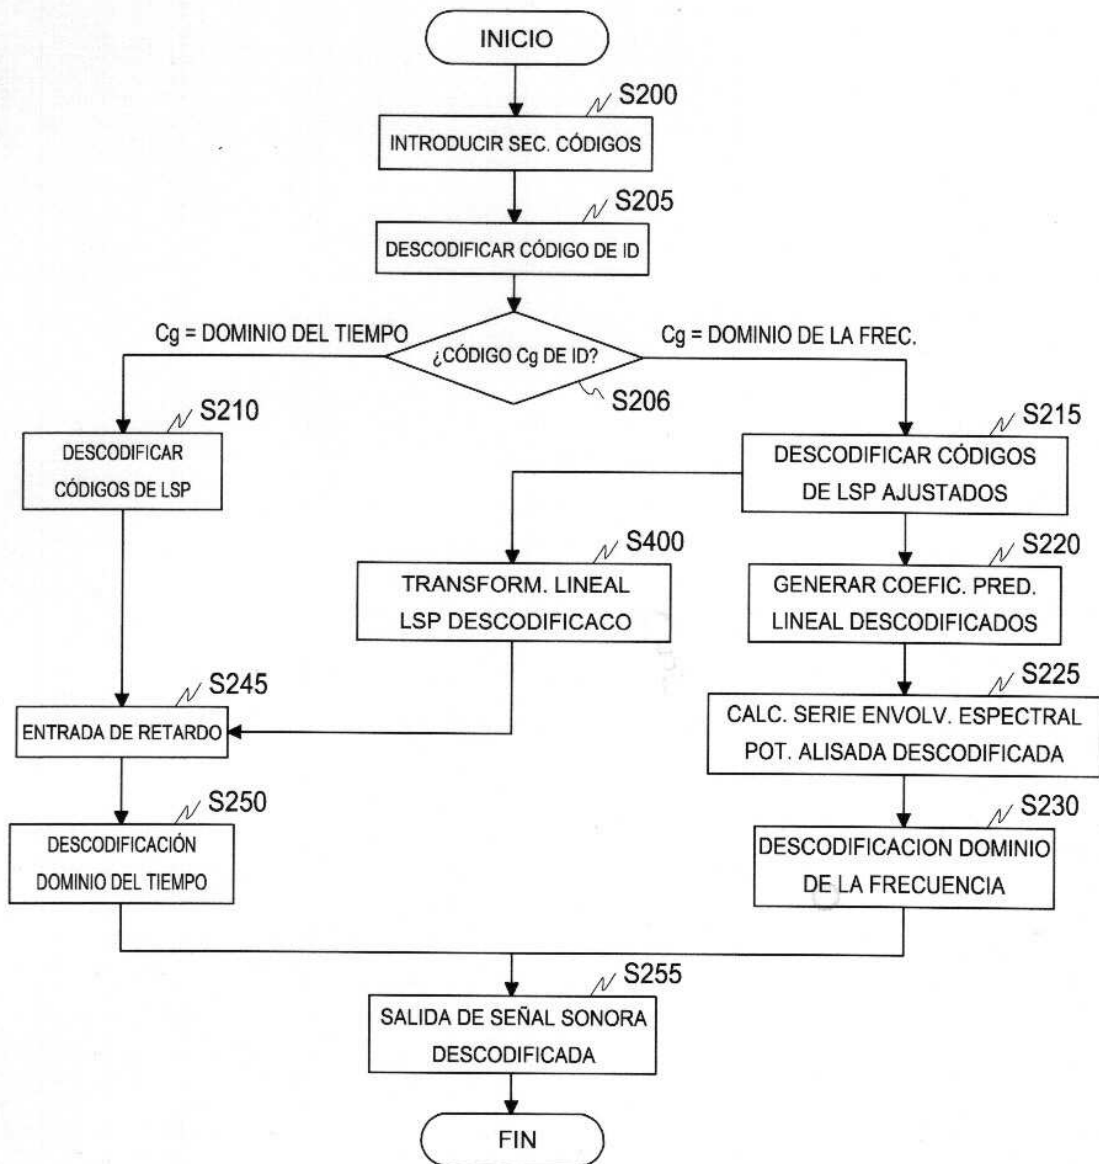 INICIO
S200
INTRODUCIR SEC. CÓDIGOS
S205
DESCODIFICAR CÓDIGO DE ID
Cg = DOMINIO DEL TIEMPO
¿CÓDIGO Cg DE ID?
Cg = DOMINIO DE LA FREC.
S206
S210
DESCODIFICAR
CÓDIGOS DE LSP
S215
DESCODIFICAR CÓDIGOS
DE LSP AJUSTADOS
S400
TRANSFORM. LINEAL
LSP DESCODIFICACO
S220
GENERAR COEFIC. PRED.
LINEAL DESCODIFICADOS
S245
ENTRADA DE RETARDO
S225
CALC. SERIE ENVOLV. ESPECTRAL
POT. ALISADA DESCODIFICADA
S250
DESCODIFICACIÓN
DOMINIO DEL TIEMPO
S230
DESCODIFICACION DOMINIO
DE LA FRECUENCIA
S255
SALIDA DE SEÑAL SONORA
DESCODIFICADA
FIN